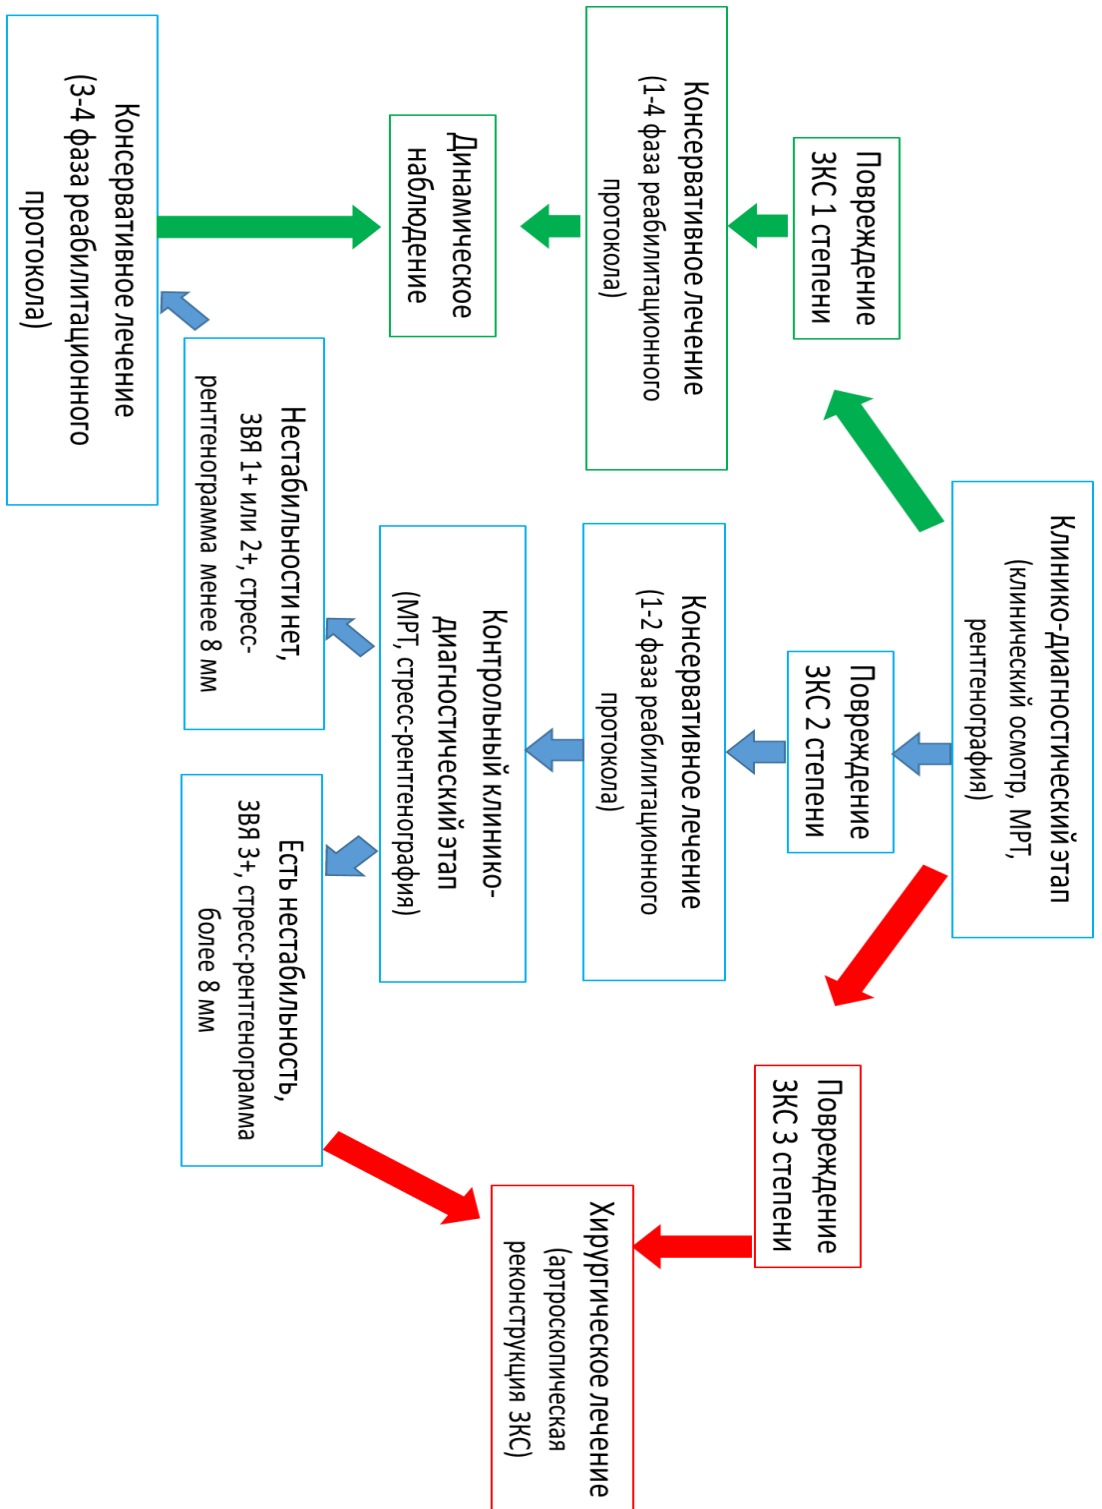 Клинико-диагностический этап
(клинический осмотр, МРТ,
рентгенография)
Повреждение
ЗКС 1 степени
Повреждение
ЗКС 2 степени
Повреждение
ЗКС 3 степени
Консервативное лечение
(1-4 фаза реабилитационного
протокола)
Консервативное лечение
(1-2 фаза реабилитационного
протокола)
Хирургическое лечение
(артроскопическая
реконструкция ЗКС)
Динамическое
наблюдение
Контрольный клинико-
диагностический этап
(МРТ, стресс-рентгенография)
Нестабильности нет,
ЗВЯ 1+ или 2+, стресс-
рентгенограмма менее 8 мм
Есть нестабильность,
ЗВЯ 3+, стресс-рентгенограмма
более 8 мм
Консервативное лечение
(3-4 фаза реабилитационного
протокола)